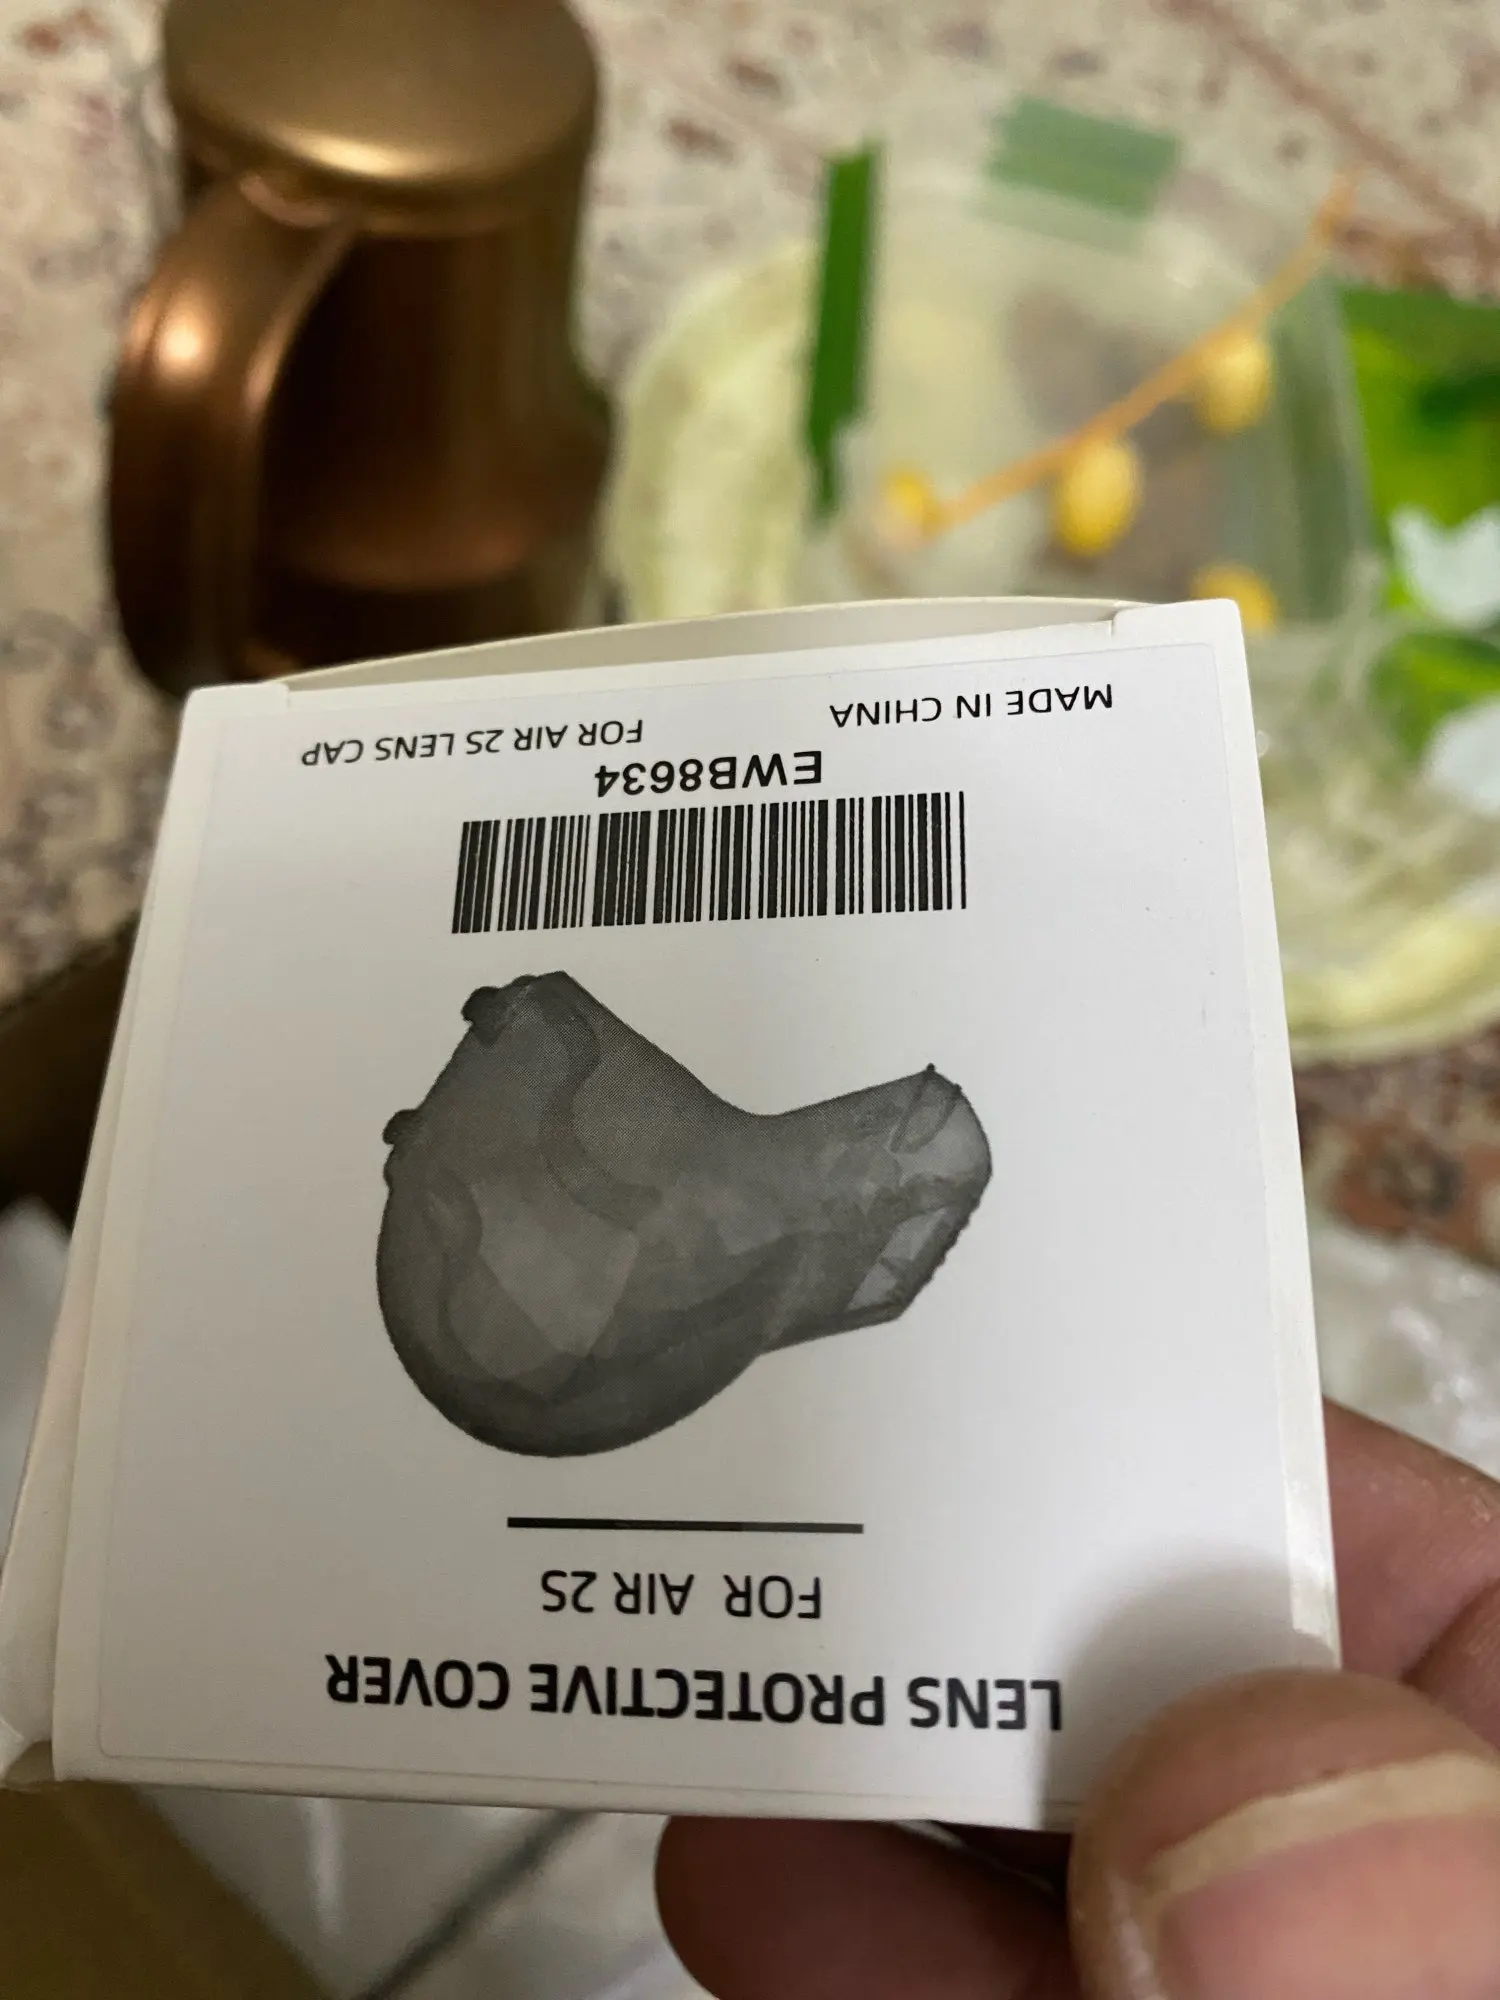 LENS PROTECTIVE COVER
FOR AIR 2S
EWB8634
MADE IN CHINA
FOR AIR 2S LENS CAP